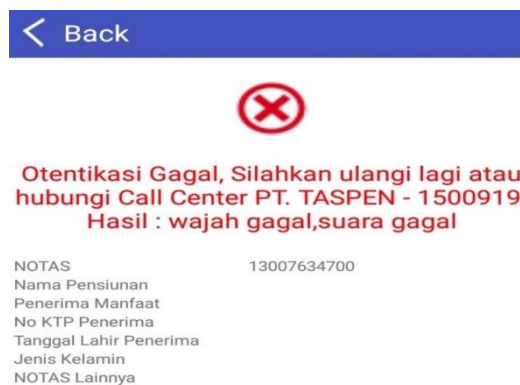 Back
Otentikasi Gagal, Silahkan ulangi lagi atau
hubungi Call Center PT. TASPEN - 1500919
Hasil : wajah gagal,suara gagal
NOTAS 13007634700
Nama Pensiunan
Penerima Manfaat
No KTP Penerima
Tanggal Lahir Penerima
Jenis Kelamin
NOTAS Lainnya